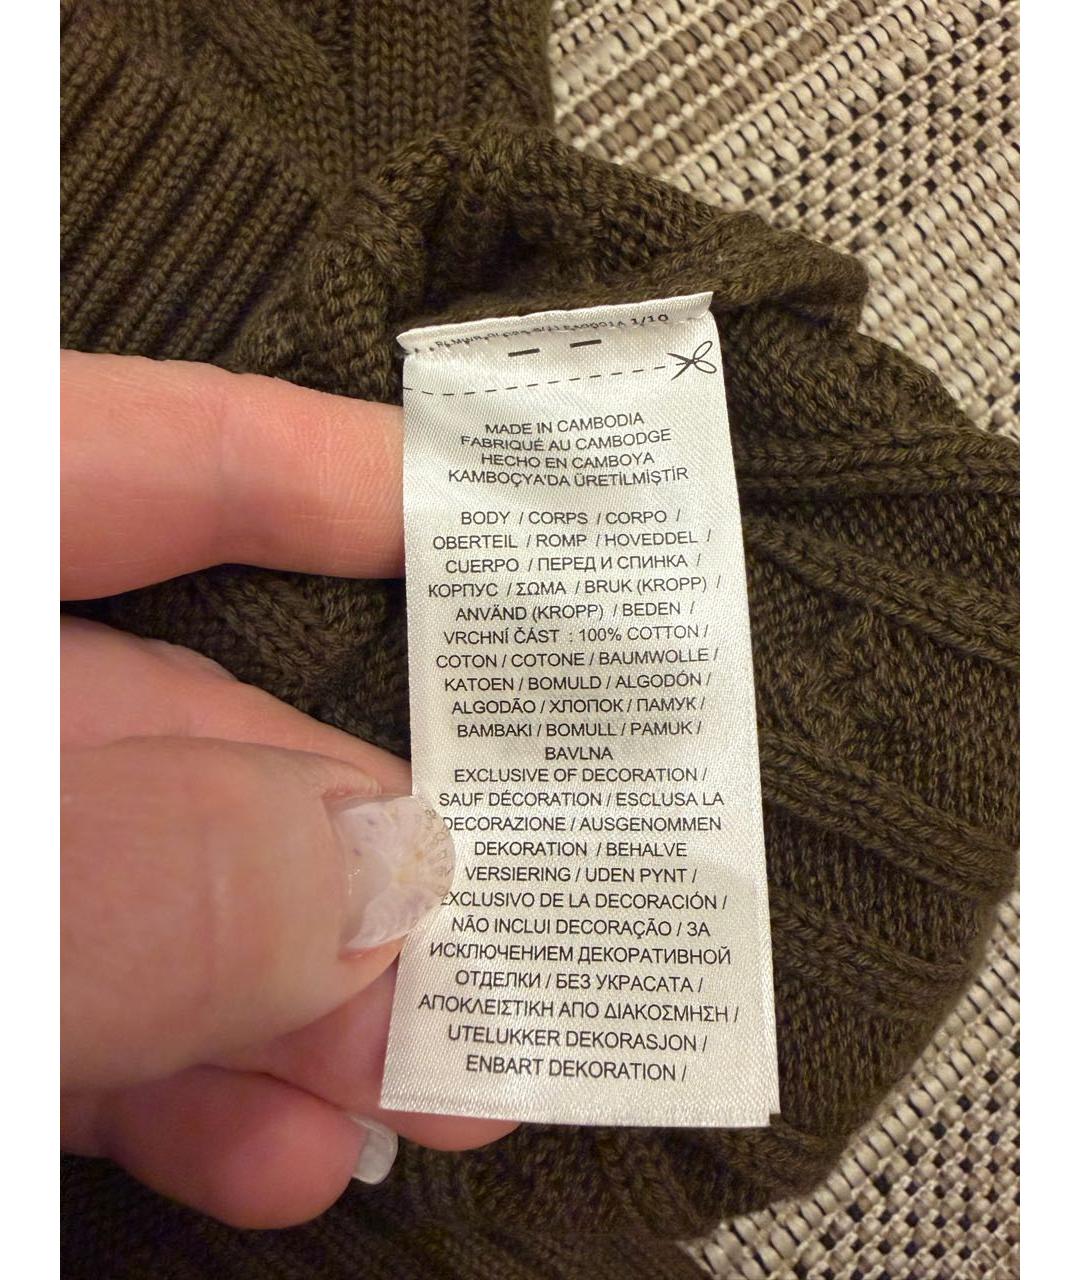 1/10
MADE IN CAMBODIA
FABRIQUÉ AU CAMBODGE
HECHO EN CAMBOYA
KAMBOÇYA'DA ÜRETİLMİŞTİR
BODY / CORPS / CORPO /
OBERTEIL / ROMP / HOVEDDEL /
CUERPO / ПЕРЕД И СПИНКА /
КОРПУС / ΣΩΜΑ / BRUK (KROPP) /
ANVÄND (KROPP) / BEDEN /
VRCHNÍ ČÁST : 100% COTTON /
COTON / COTONE / BAUMWOLLE /
KATOEN / BOMULD / ALGODÓN /
ALGODÃO / ХЛОПОК / ПАМУК /
BAMBAKI / BOMULL / PAMUK /
BAVLNA
EXCLUSIVE OF DECORATION /
SAUF DÉCORATION / ESCLUSA LA
DECORAZIONE / AUSGENOMMEN
DEKORATION / BEHALVE
VERSIERING / UDEN PYNT /
EXCLUSIVO DE LA DECORACIÓN /
NÃO INCLUI DECORAÇÃO / ЗА
ИСКЛЮЧЕНИЕМ ДЕКОРАТИВНОЙ
ОТДЕЛКИ / БЕЗ УКРАСАТА /
ΑΠΟΚΛΕΙΣΤΙΚΗ ΑΠΟ ΔΙΑΚΟΣΜΗΣΗ /
UTELUKKER DEKORASJON /
ENBART DEKORATION /